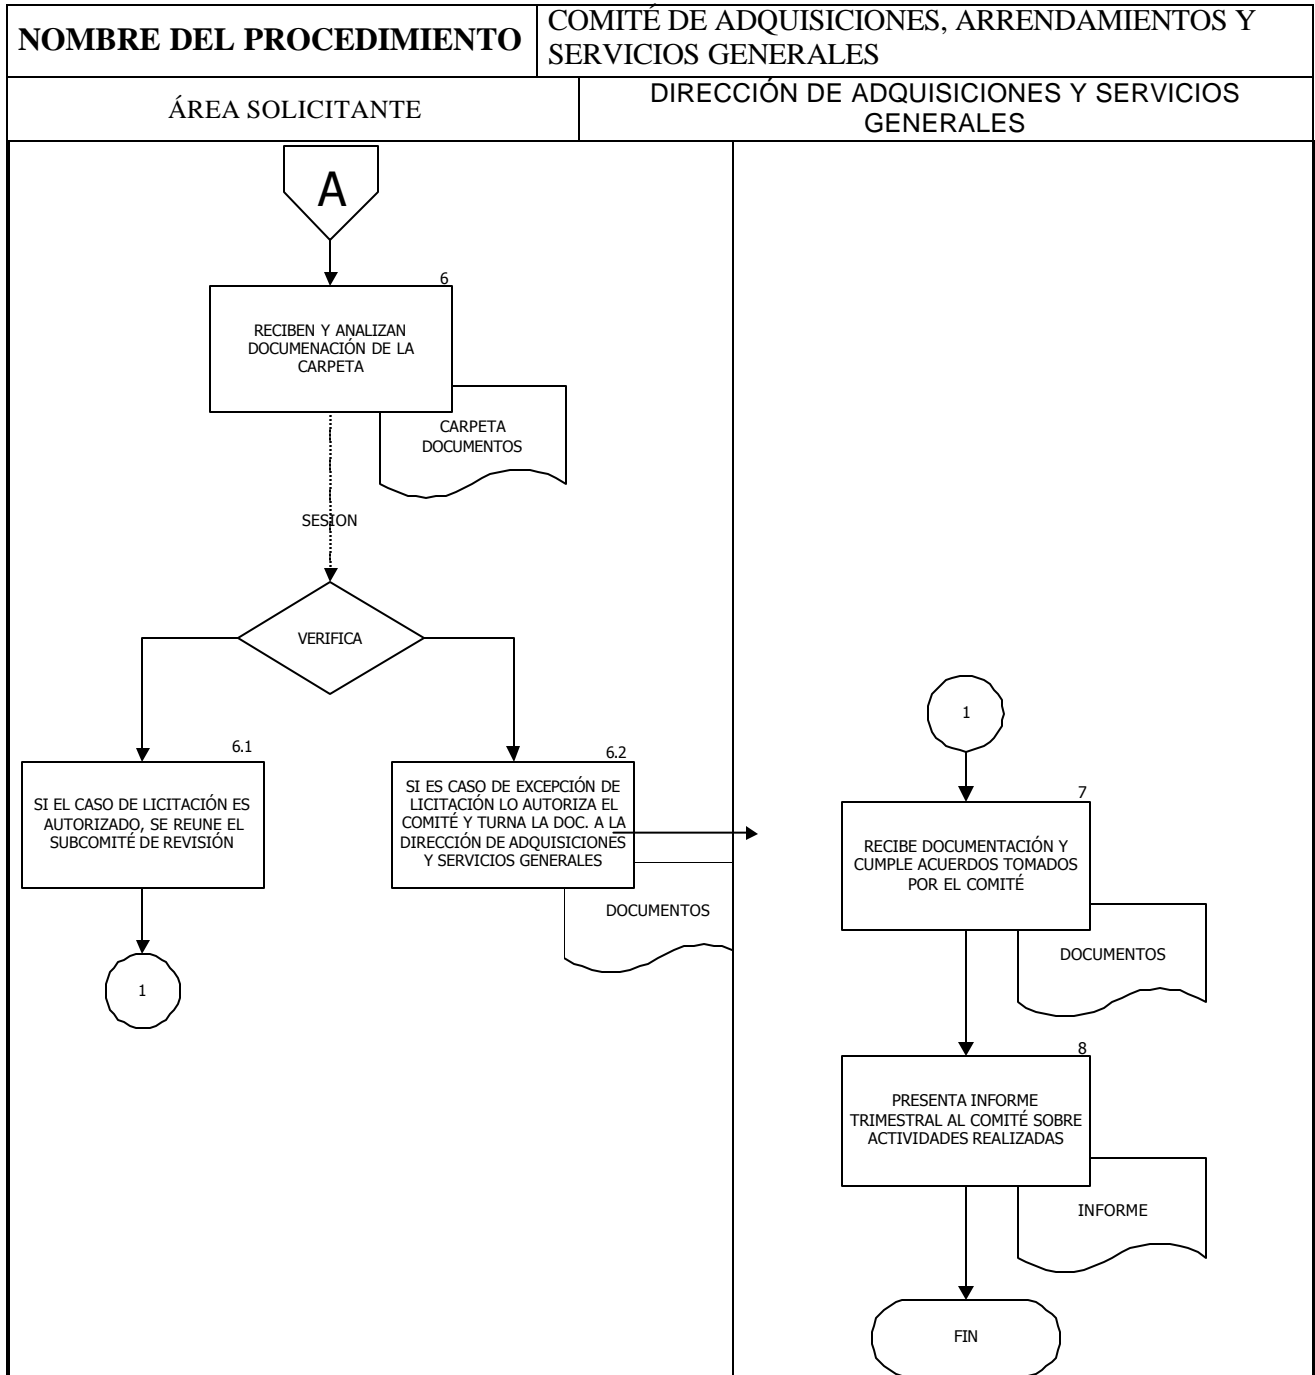 NOMBRE DEL PROCEDIMIENTO
COMITÉ DE ADQUISICIONES, ARRENDAMIENTOS Y
SERVICIOS GENERALES
ÁREA SOLICITANTE
DIRECCIÓN DE ADQUISICIONES Y SERVICIOS
GENERALES
A
6
RECIBEN Y ANALIZAN
DOCUMENACIÓN DE LA
CARPETA
CARPETA
DOCUMENTOS
SESION
VERIFICA
6.1
SI EL CASO DE LICITACIÓN ES
AUTORIZADO, SE REUNE EL
SUBCOMITÉ DE REVISIÓN
1
6.2
SI ES CASO DE EXCEPCIÓN DE
LICITACIÓN LO AUTORIZA EL
COMITÉ Y TURNA LA DOC. A LA
DIRECCIÓN DE ADQUISICIONES
Y SERVICIOS GENERALES
DOCUMENTOS
1
7
RECIBE DOCUMENTACIÓN Y
CUMPLE ACUERDOS TOMADOS
POR EL COMITÉ
DOCUMENTOS
8
PRESENTA INFORME
TRIMESTRAL AL COMITÉ SOBRE
ACTIVIDADES REALIZADAS
INFORME
FIN